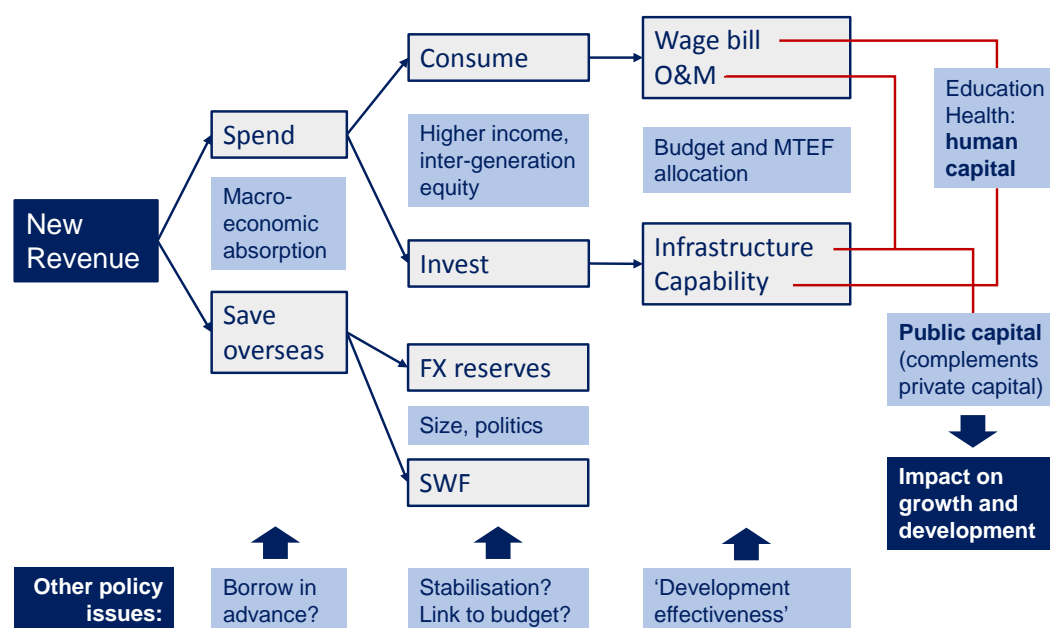 New
Revenue
Spend
Macro-
economic
absorption
Save
overseas
Consume
Higher income,
inter-generation
equity
Invest
FX reserves
Size, politics
SWF
Wage bill
O&M
Budget and MTEF
allocation
Infrastructure
Capability
Education
Health:
human
capital
Public capital
(complements
private capital)
Impact on
growth and
development
Other policy
issues:
Borrow in
advance?
Stabilisation?
Link to budget?
‘Development
effectiveness’